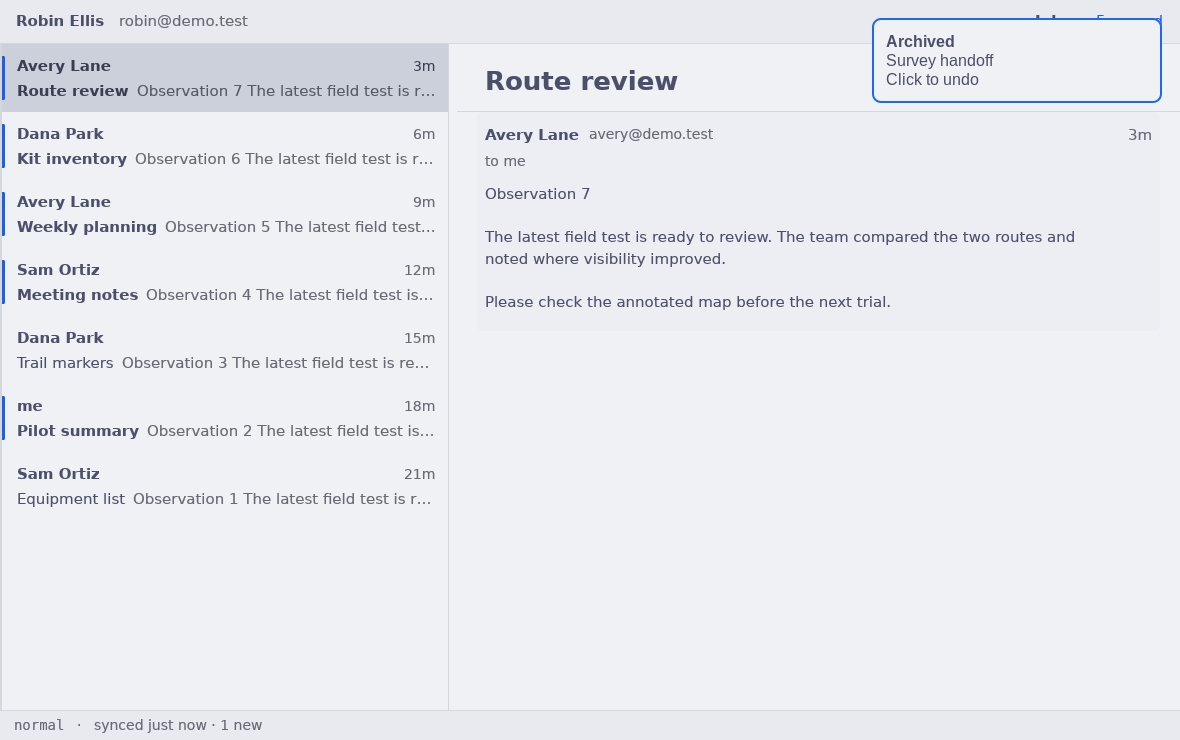 Robin Ellis robin@demo.test
Archived
Survey handoff
Click to undo
Avery Lane 3m
Route review Observation 7 The latest field test is r…
Dana Park 6m
Kit inventory Observation 6 The latest field test is r…
Avery Lane 9m
Weekly planning Observation 5 The latest field test…
Sam Ortiz 12m
Meeting notes Observation 4 The latest field test is…
Dana Park 15m
Trail markers Observation 3 The latest field test is re…
me 18m
Pilot summary Observation 2 The latest field test is…
Sam Ortiz 21m
Equipment list Observation 1 The latest field test is r…
Route review
Avery Lane avery@demo.test 3m
to me
Observation 7
The latest field test is ready to review. The team compared the two routes and
noted where visibility improved.
Please check the annotated map before the next trial.
normal · synced just now · 1 new